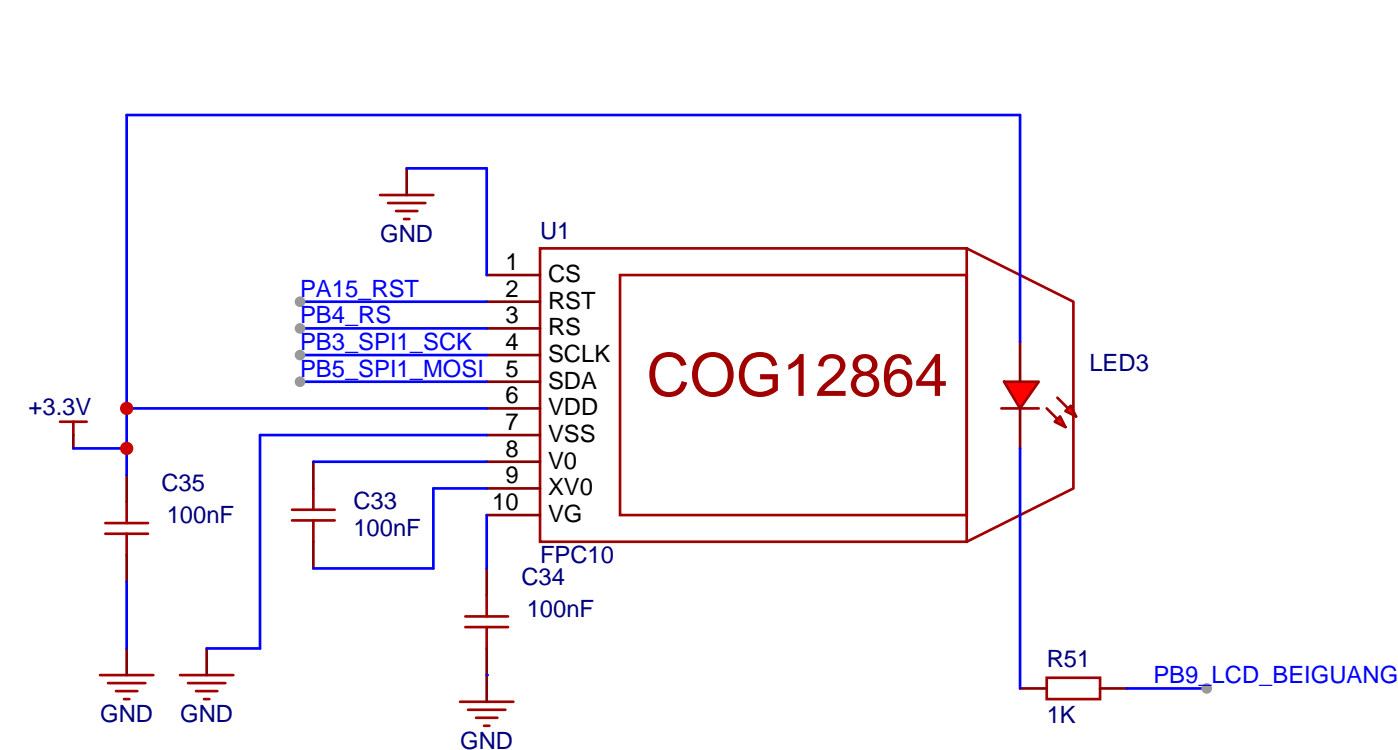 GND
U1
1
CS
PA15_RST
2
RST
PB4_RS
3
RS
PB3_SPI1_SCK
4
SCLK
PB5_SPI1_MOSI
5
SDA
COG12864
LED3
+3.3V
6
VDD
7
VSS
8
V0
9
XV0
10
VG
C35
100nF
C33
100nF
FPC10
C34
100nF
R51
1K
PB9_LCD_BEIGUANG
GND
GND
GND